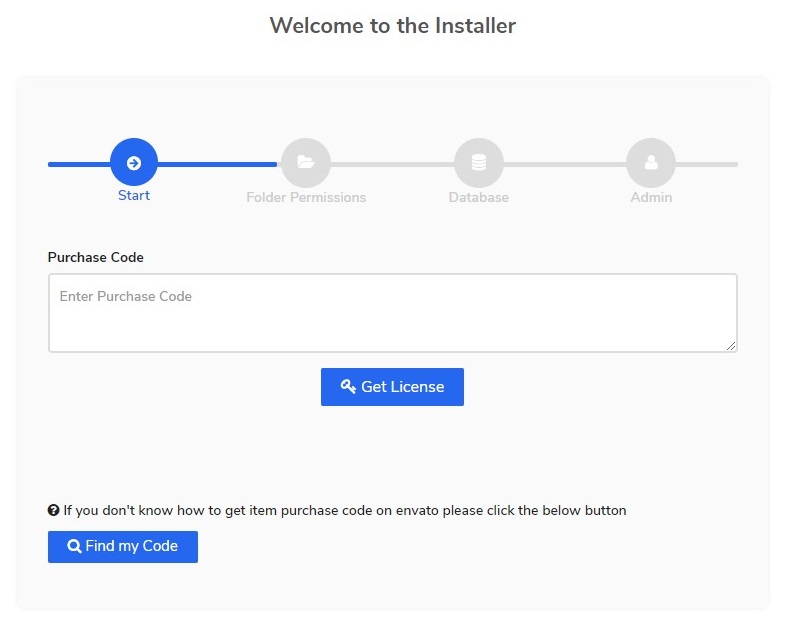 Welcome to the Installer
Start
Folder Permissions
Database
Admin
Purchase Code
Enter Purchase Code
Get License
If you don't know how to get item purchase code on envato please click the below button
Find my Code